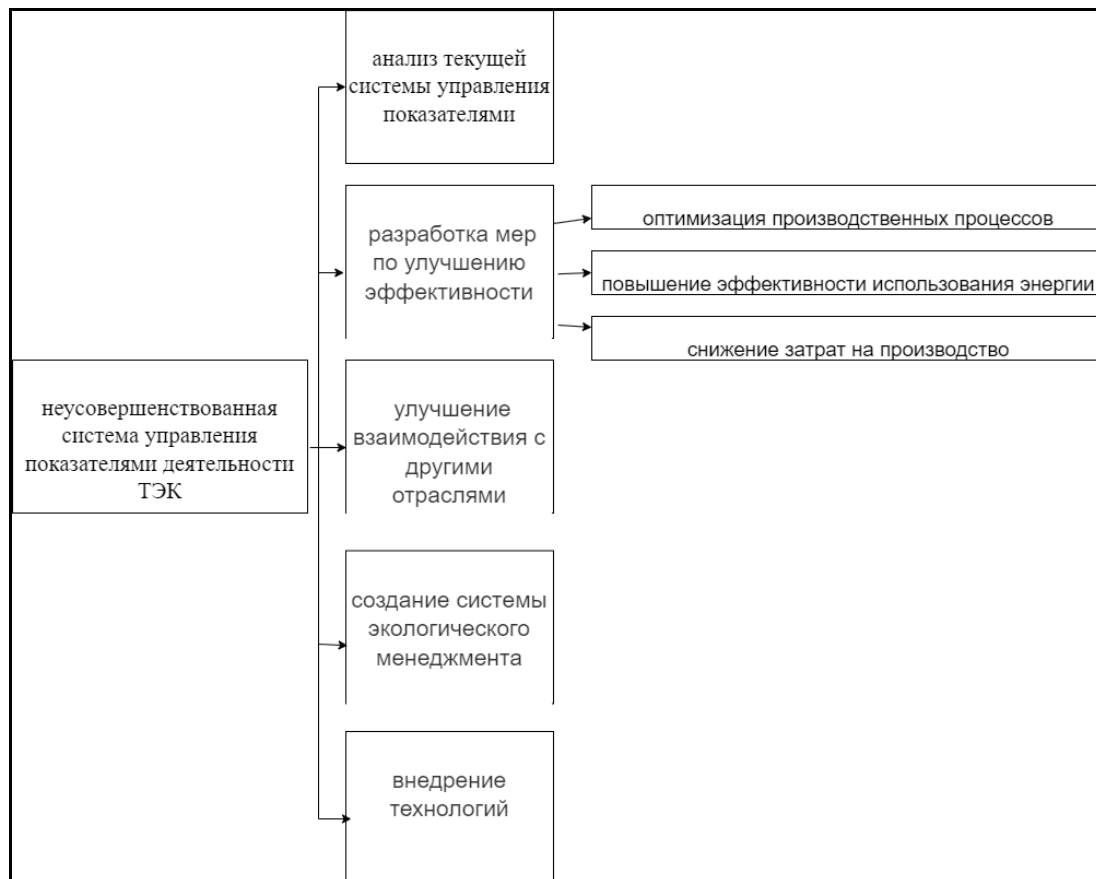 анализ текущей
системы управления
показателями
разработка мер
по улучшению
эффективности
оптимизация производственных процессов
повышение эффективности использования энергии
снижение затрат на производство
неусовершенствованная
система управления
показателями деятельности
ТЭК
улучшение
взаимодействия с
другими
отраслями
создание системы
экологического
менеджмента
внедрение
технологий